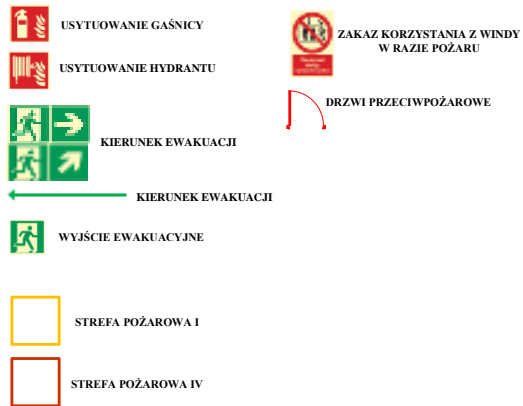 USYTUOWANIE GAŚNICY
USYTUOWANIE HYDRANTU
KIERUNEK EWAKUACJI
KIERUNEK EWAKUACJI
WYJŚCIE EWAKUACYJNE
STREFA POŻAROWA I
STREFA POŻAROWA IV
ZAKAZ KORZYSTANIA Z WINDY
W RAZIE POŻARU
DRZWI PRZECIWPOŻAROWE